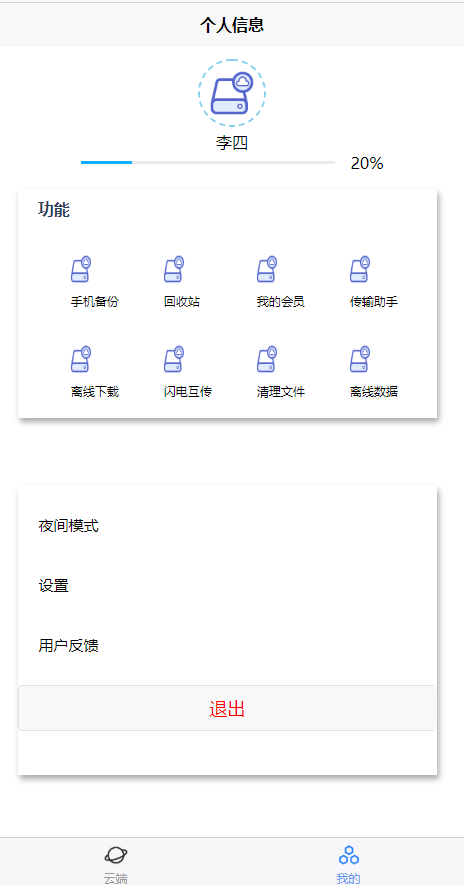 个人信息
李四
20%
功能
手机备份 回收站 我的会员 传输助手
离线下载 闪电互传 清理文件 离线数据
夜间模式
设置
用户反馈
退出
云端 我的